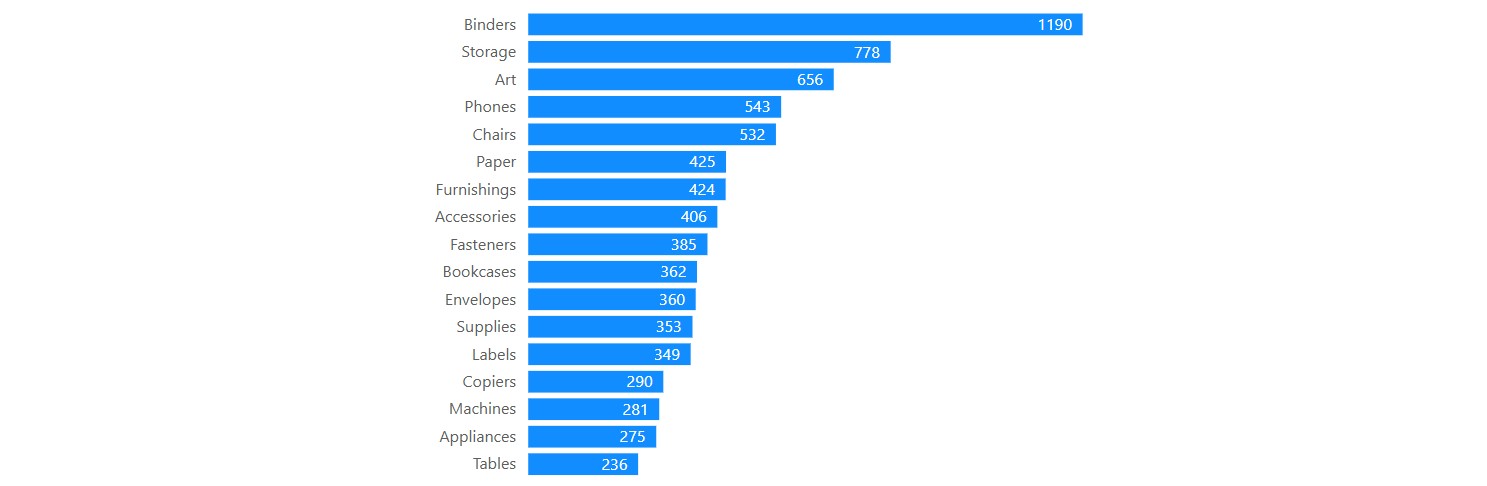 Binders 1190
Storage 778
Art 656
Phones 543
Chairs 532
Paper 425
Furnishings 424
Accessories 406
Fasteners 385
Bookcases 362
Envelopes 360
Supplies 353
Labels 349
Copiers 290
Machines 281
Appliances 275
Tables 236